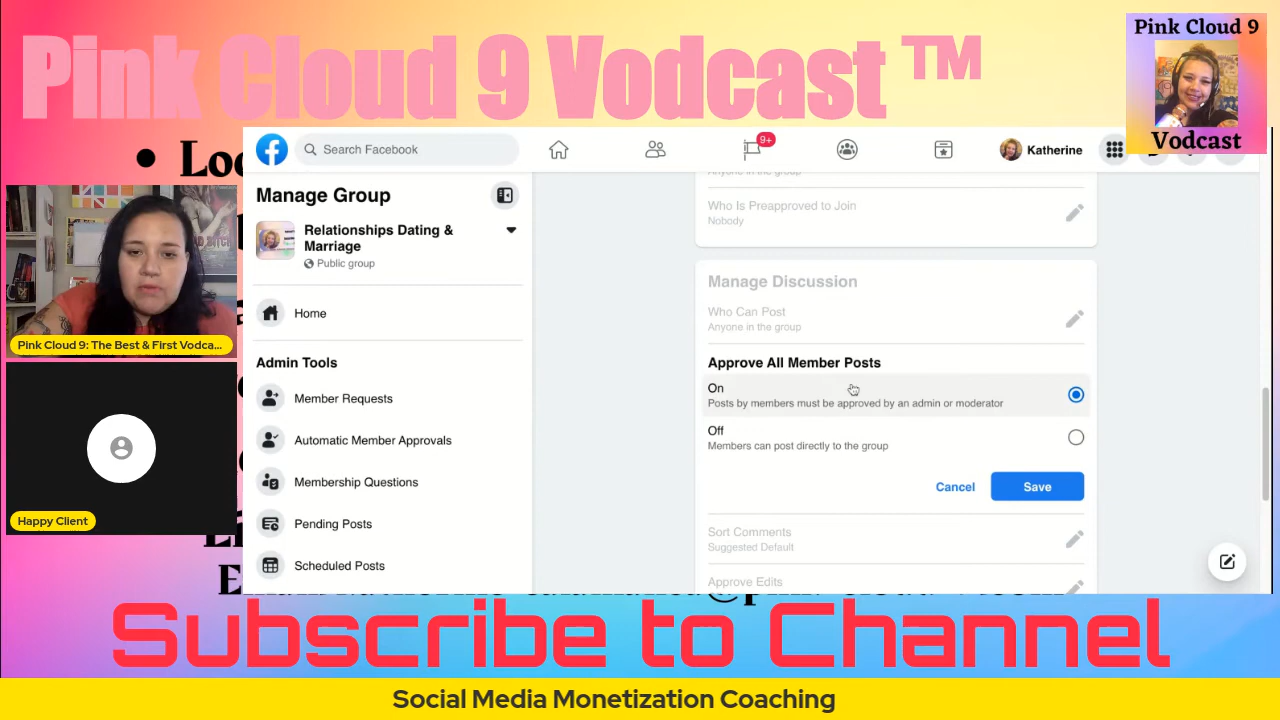 Pink Cloud 9 Vodcast ™
Pink Cloud 9
Vodcast
• Loc
Search Facebook
9+
Katherine
Manage Group
Relationships Dating &
Marriage
Public group
Home
Admin Tools
Member Requests
Automatic Member Approvals
Membership Questions
Pending Posts
Scheduled Posts
Anyone in the group
Who Is Preapproved to Join
Nobody
Manage Discussion
Who Can Post
Anyone in the group
Approve All Member Posts
On
Posts by members must be approved by an admin or moderator
Off
Members can post directly to the group
Cancel
Save
Sort Comments
Suggested Default
Approve Edits
Pink Cloud 9: The Best & First Vodca...
Happy Client
Subscribe to Channel
Social Media Monetization Coaching